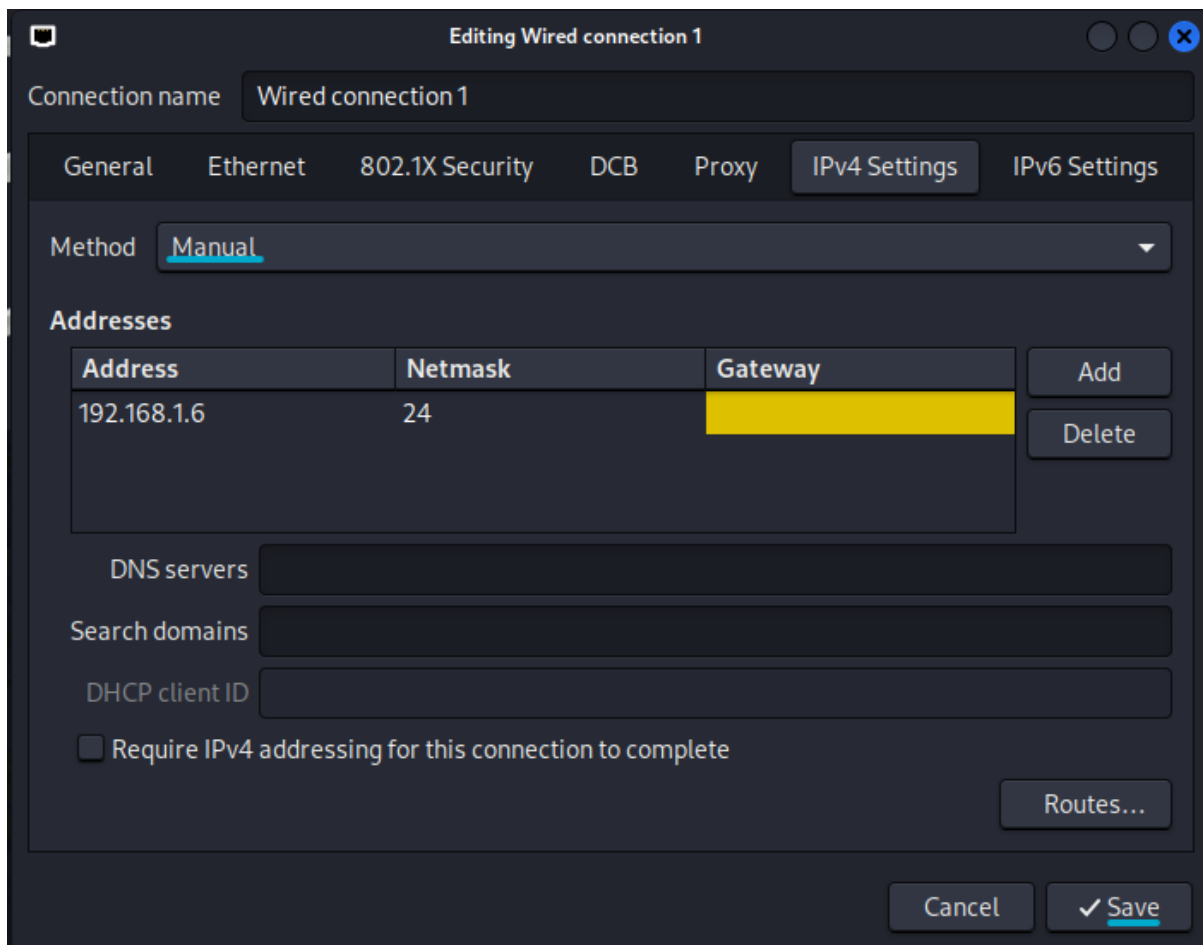 Editing Wired connection 1
Connection name Wired connection 1
General Ethernet 802.1X Security DCB Proxy IPv4 Settings IPv6 Settings
Method Manual
Addresses
Address Netmask Gateway Add
192.168.1.6 24
Delete
DNS servers
Search domains
DHCP client ID
Require IPv4 addressing for this connection to complete
Routes...
Cancel Save